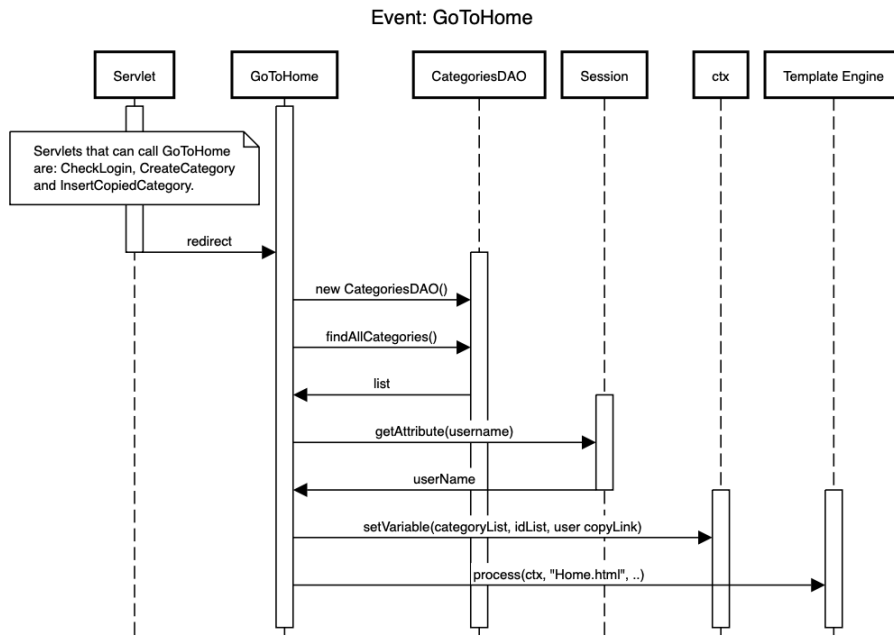 Event: GoToHome
Servlet
GoToHome
CategoriesDAO
Session
ctx
Template Engine
Servlets that can call GoToHome
are: CheckLogin, CreateCategory
and InsertCopiedCategory.
redirect
new CategoriesDAO()
findAllCategories()
list
getAttribute(username)
userName
setVariable(categoryList, idList, user copyLink)
process(ctx, "Home.html", ..)